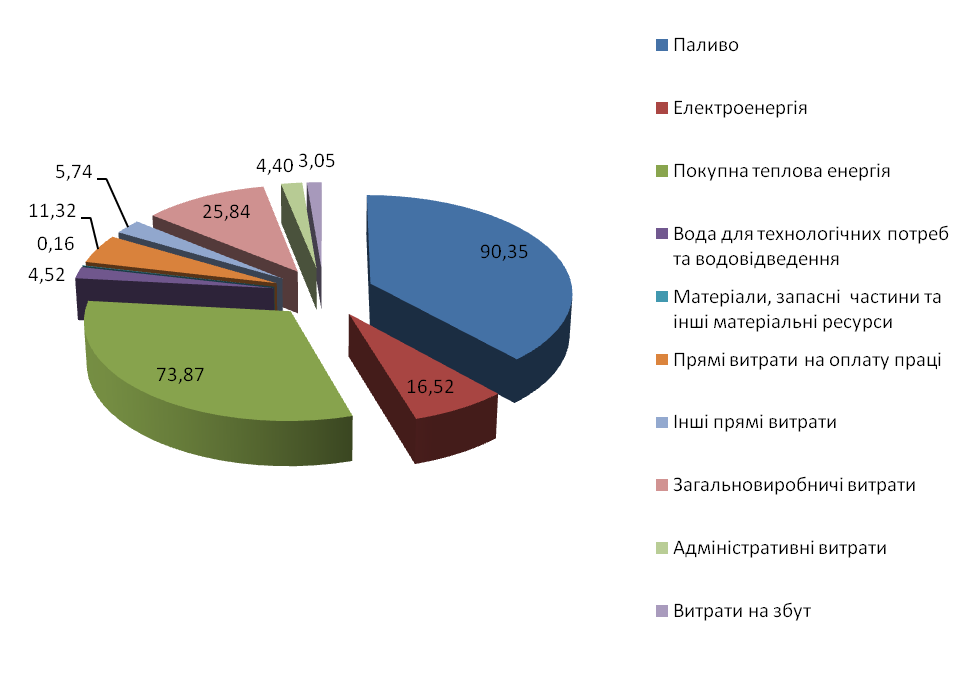 90,35
16,52
73,87
4,52
0,16
11,32
5,74
25,84
4,40
3,05
Паливо
Електроенергія
Покупна теплова енергія
Вода для технологічних потреб
та водовідведення
Матеріали, запасні частини та
інші матеріальні ресурси
Прямі витрати на оплату праці
Інші прямі витрати
Загальновиробничі витрати
Адміністративні витрати
Витрати на збут